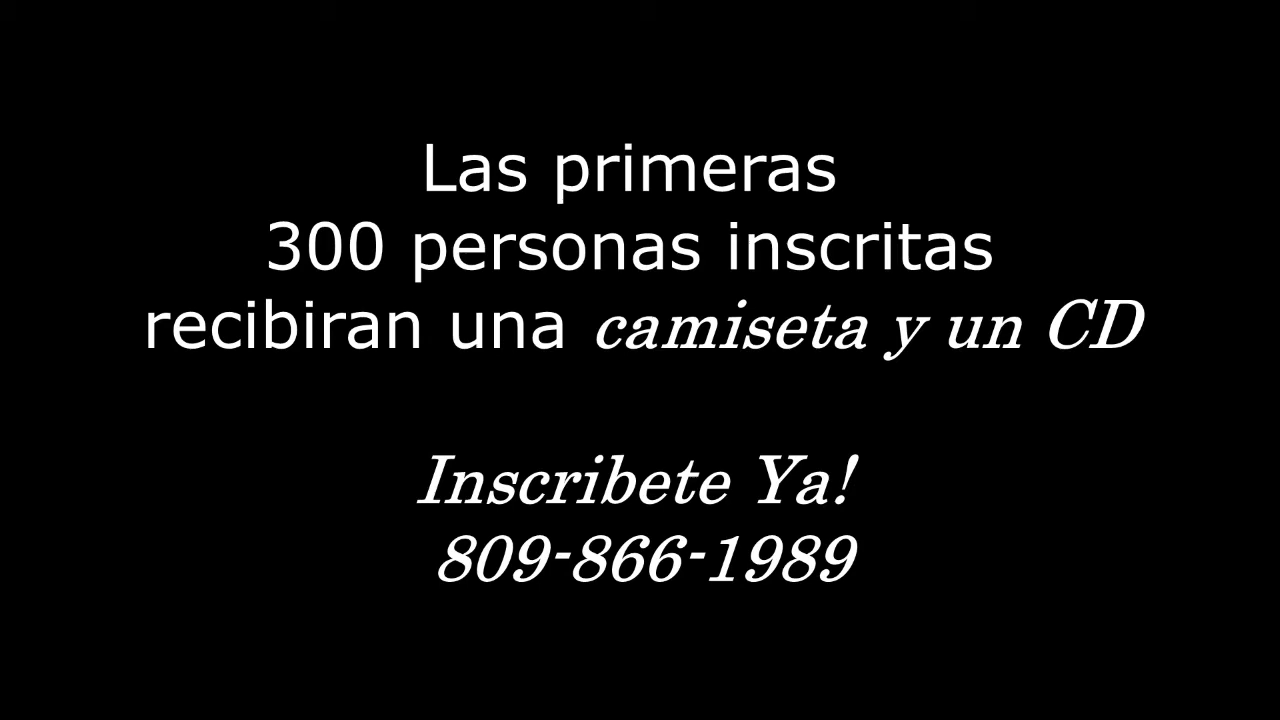 Las primeras
300 personas inscritas
recibiran una camiseta y un CD
Inscribete Ya!
809-866-1989